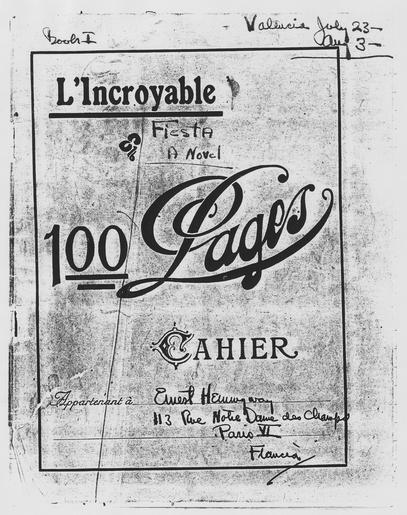 Book I
Valencia July 23-
Aug 3-
L'Incroyable
Fiesta
A Novel
100 Pages
CAHIER
Appartenant à Ernest Hemingway
113 Rue Notre Dame des Champs
Paris VI